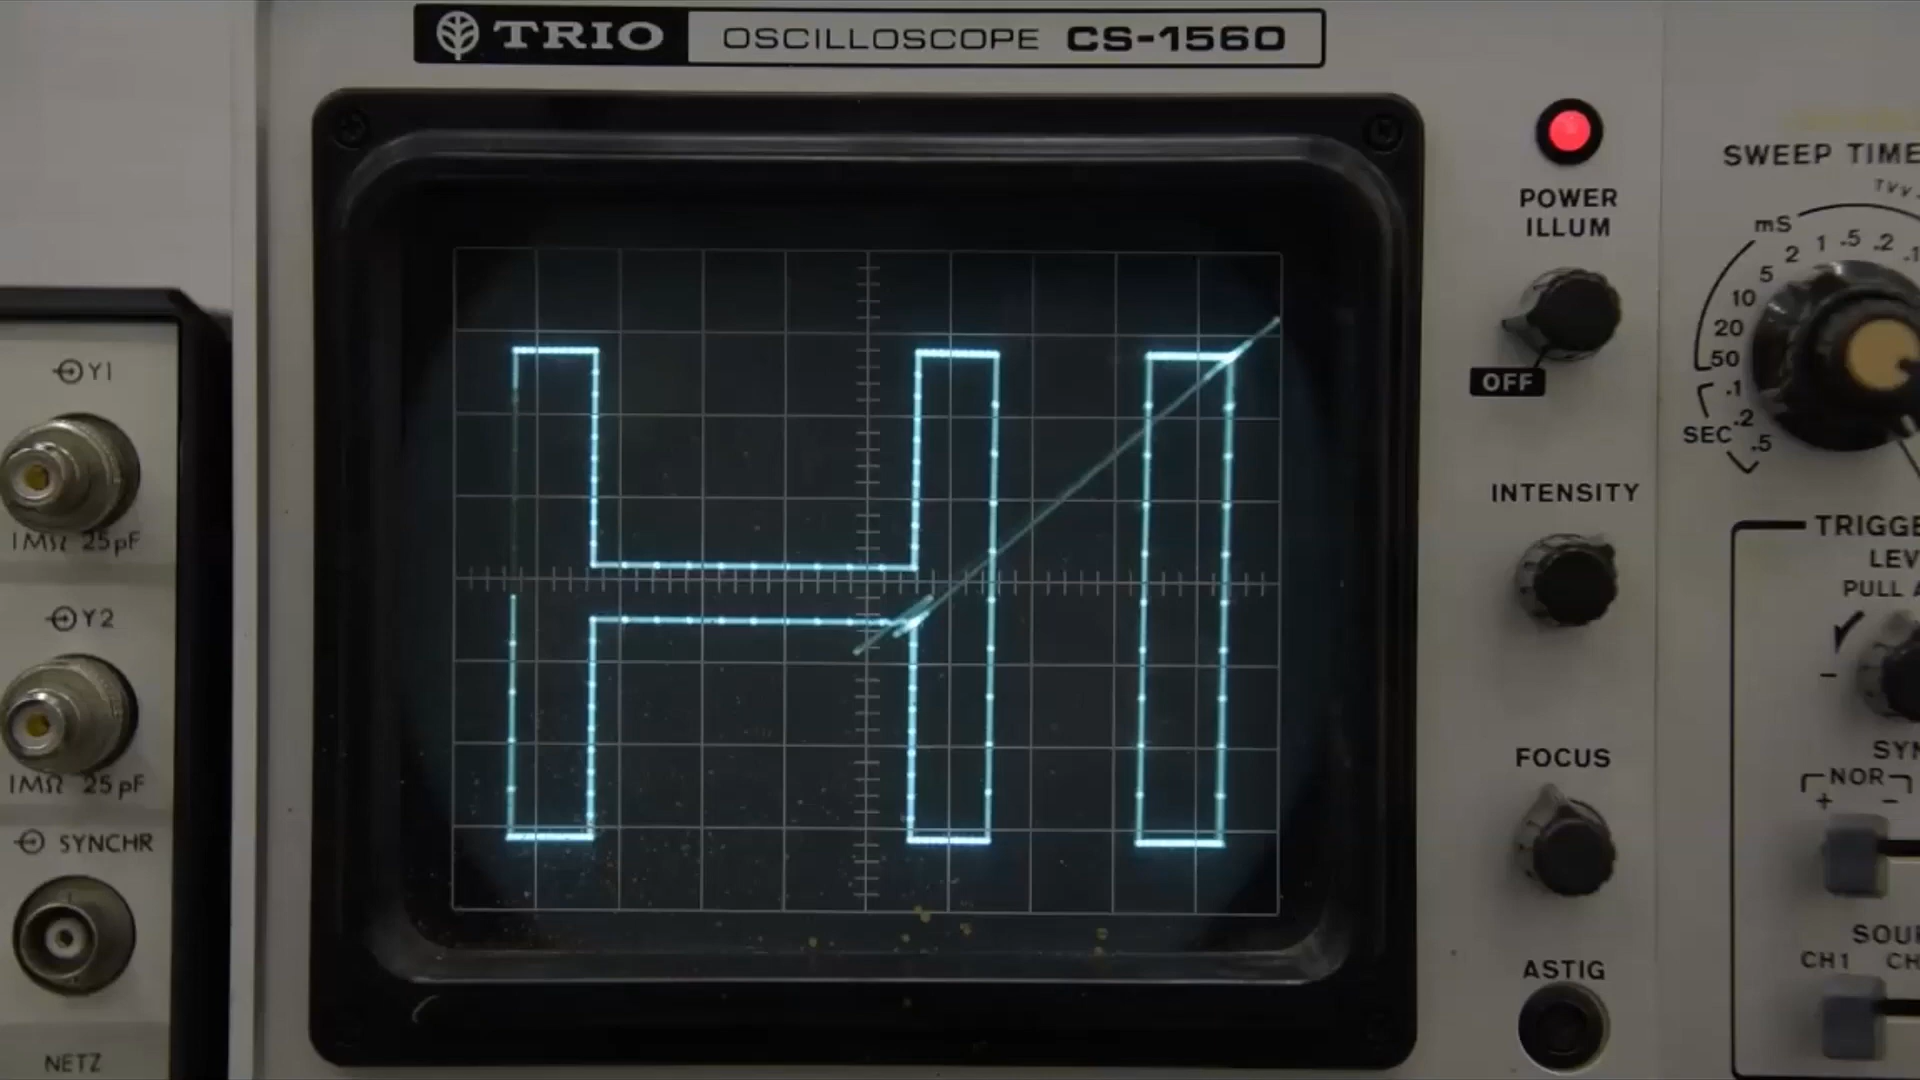 TRIO OSCILLOSCOPE CS-1560
HI
POWER
ILLUM
OFF
INTENSITY
FOCUS
ASTIG
SWEEP TIME
mS
.1
.2
.5
1
2
5
10
20
50
.1
.2
.5
SEC
TRIGGE
LEV
PULL A
−
SYN
NOR
+ −
SOUR
CH1 CH
Y1
1MΩ 25pF
Y2
1MΩ 25pF
SYNCHR
NETZ